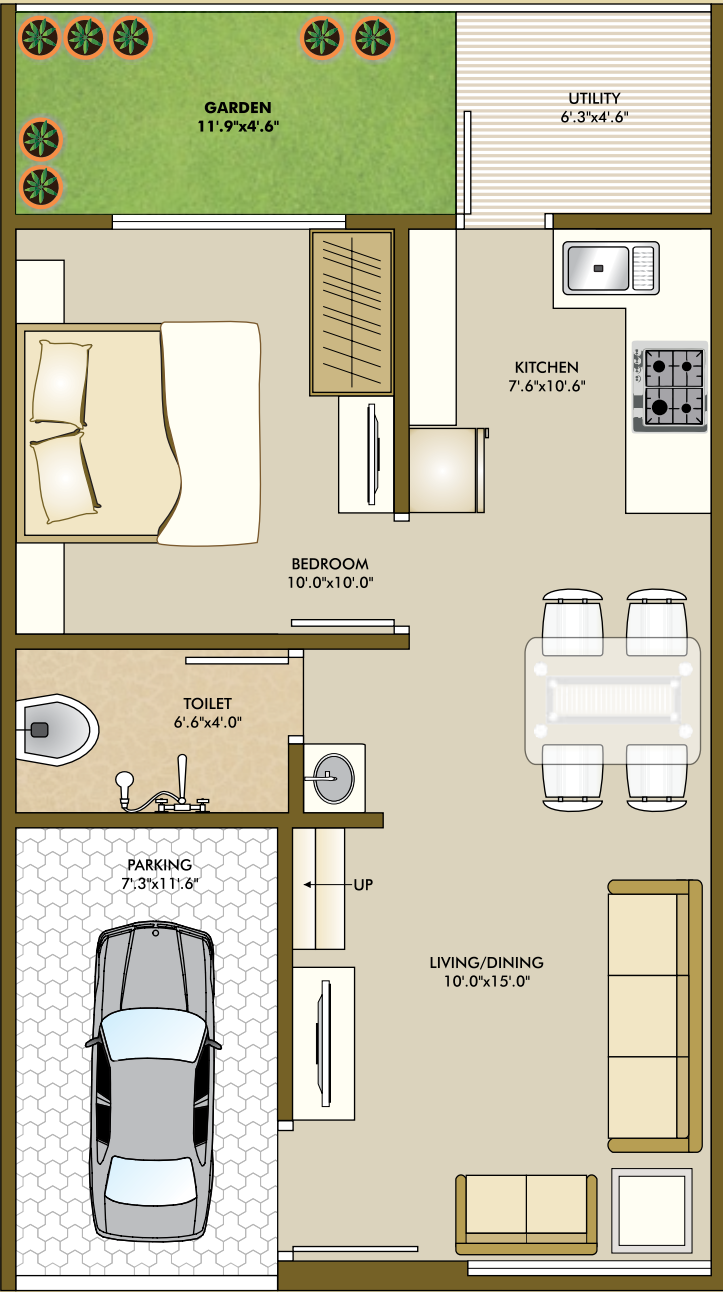 GARDEN
11'.9"x4'.6"
UTILITY
6'.3"x4'.6"
KITCHEN
7'.6"x10'.6"
BEDROOM
10'.0"x10'.0"
TOILET
6'.6"x4'.0"
PARKING
7'.3"x11'.6"
UP
LIVING/DINING
10'.0"x15'.0"